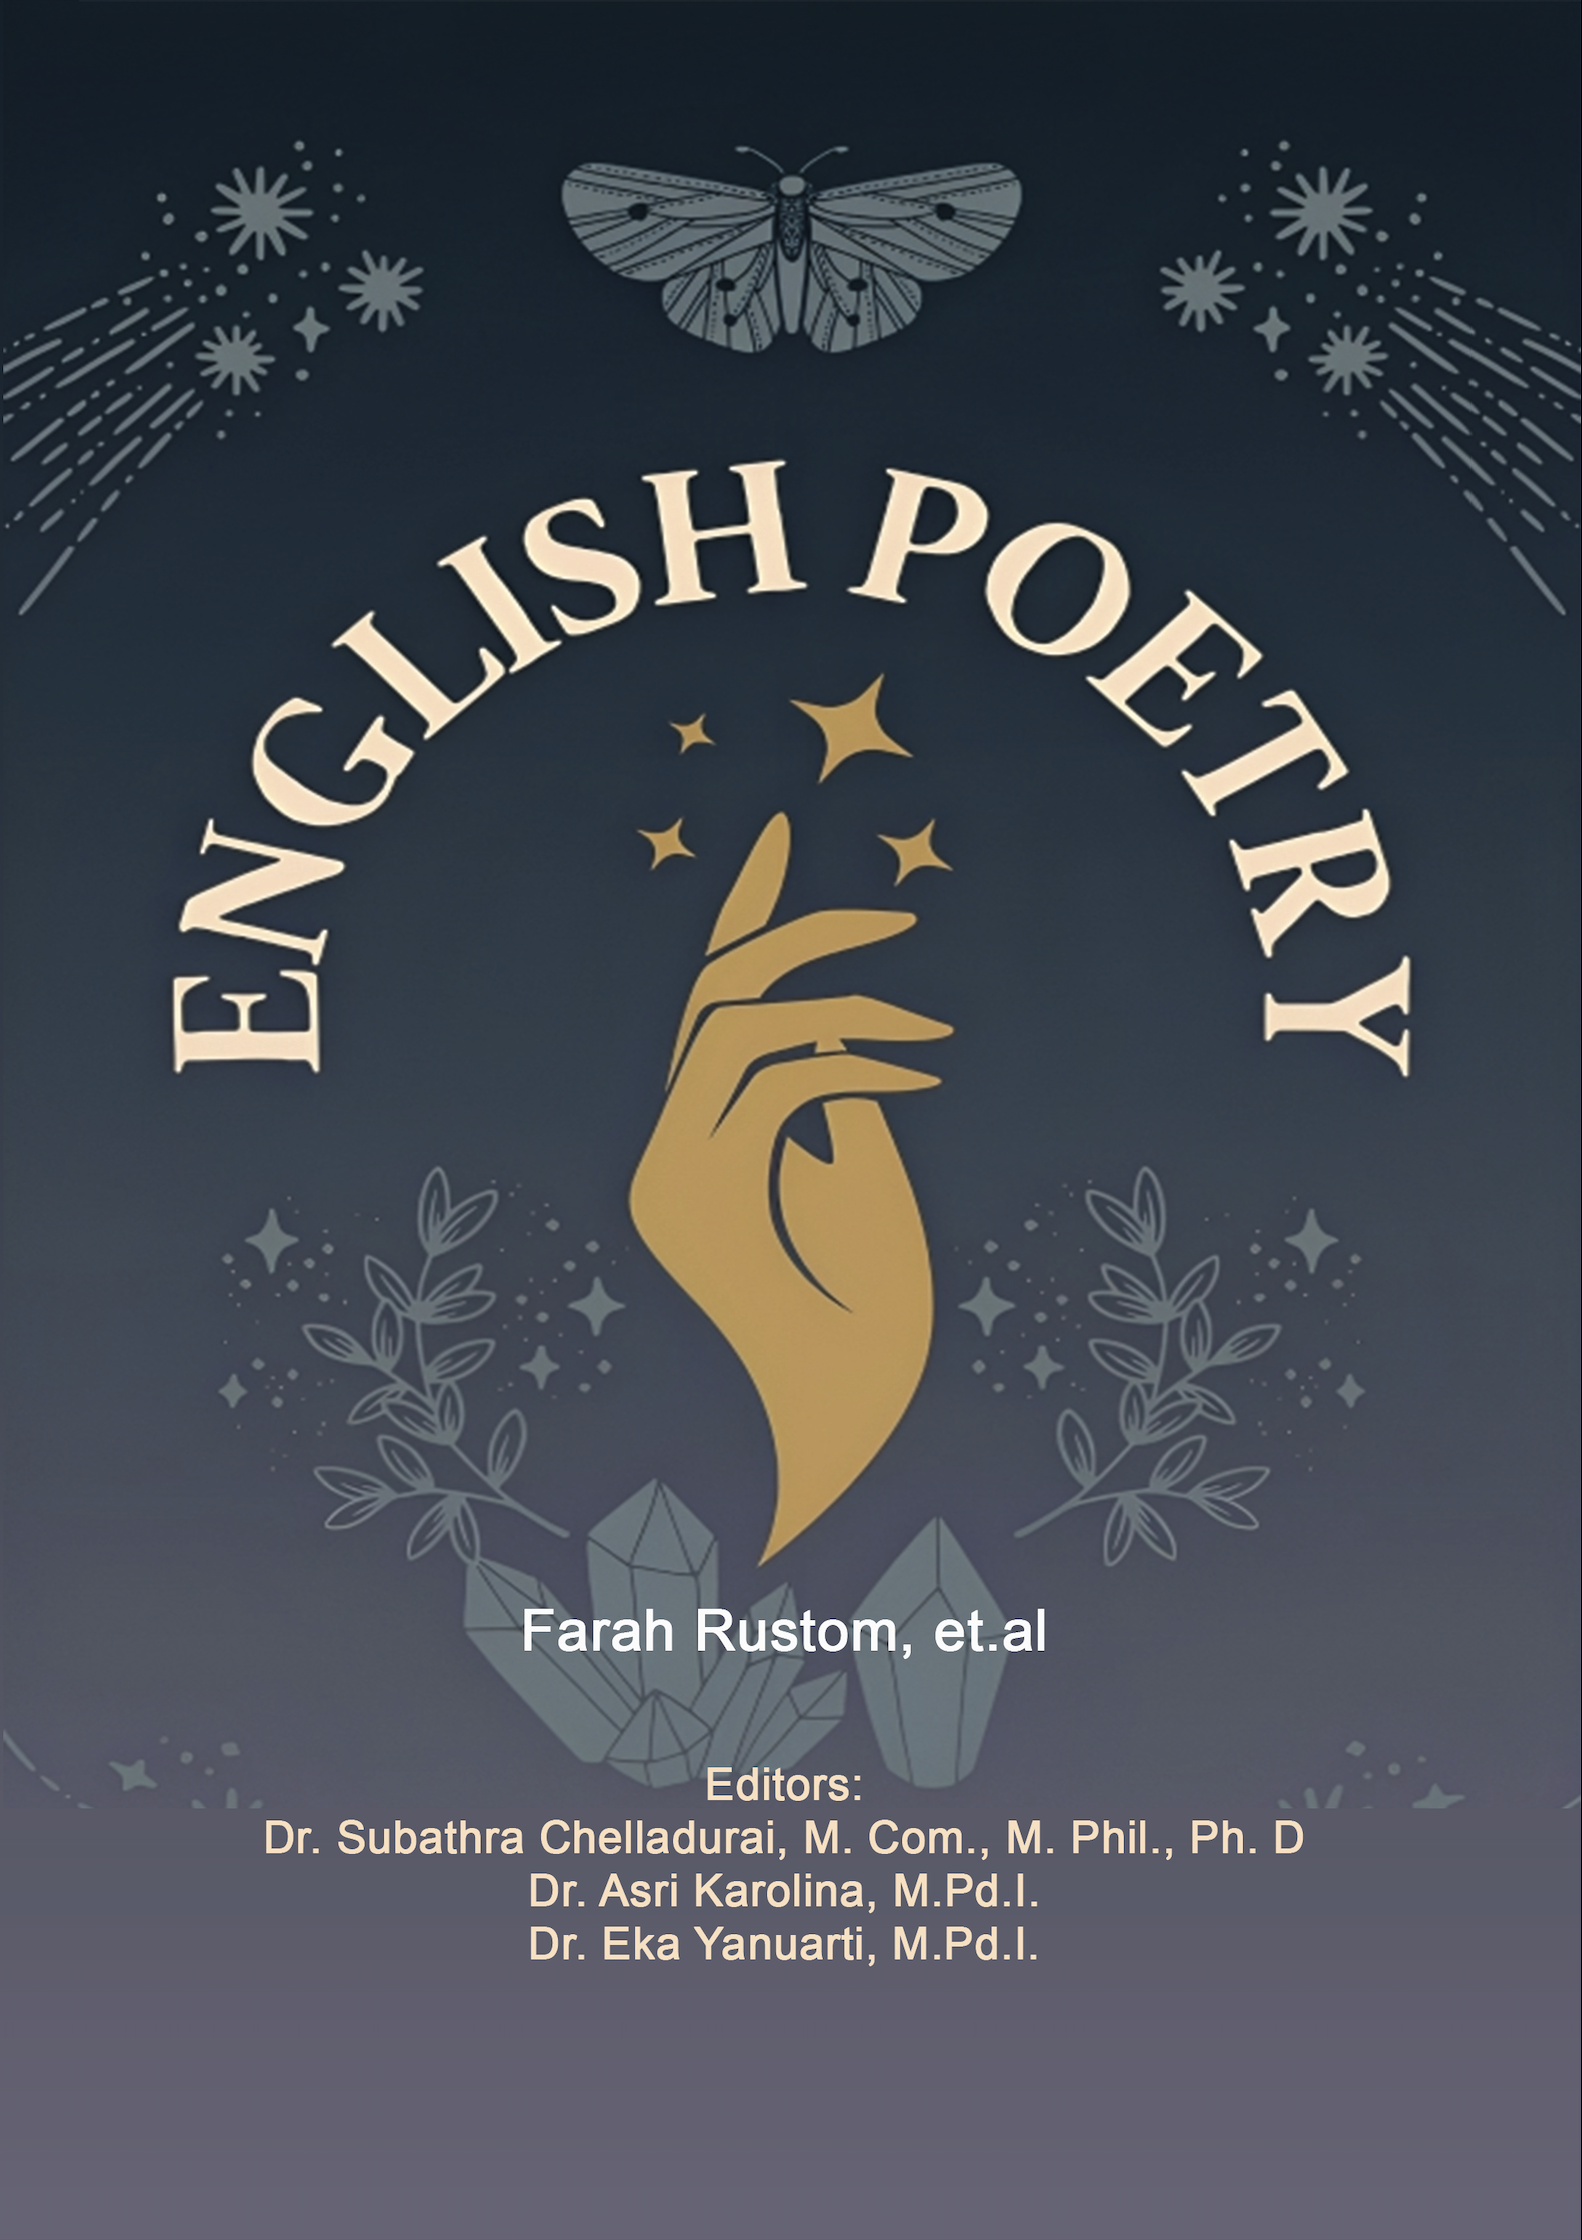 ENGLISH POETRY
Farah Rustom, et.al
Editors:
Dr. Subathra Chelladurai, M. Com., M. Phil., Ph. D
Dr. Asri Karolina, M.Pd.I.
Dr. Eka Yanuarti, M.Pd.I.